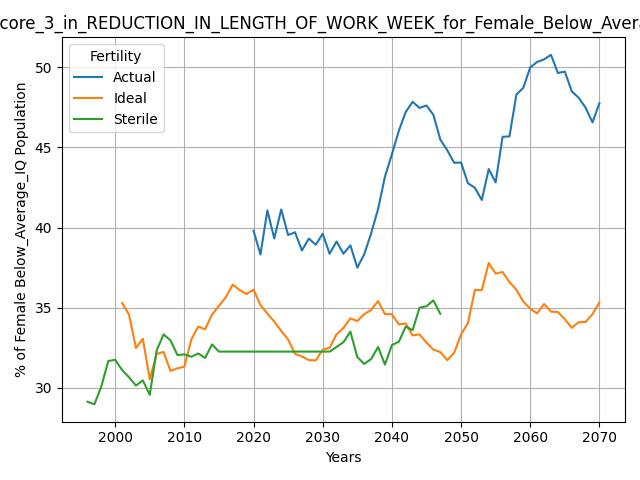 core_3_in_REDUCTION_IN_LENGTH_OF_WORK_WEEK_for_Female_Below_Avera
Fertility
Actual
Ideal
Sterile
% of Female Below_Average_IQ Population
50
45
40
35
30
2000 2010 2020 2030 2040 2050 2060 2070
Years